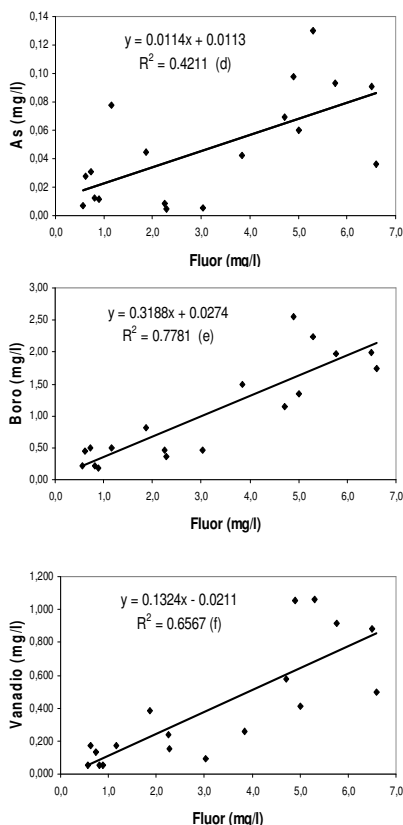 0,14
0,12
0,10
0,08
0,06
0,04
0,02
0,00
As (mg/l)
y = 0.0114x + 0.0113
R² = 0.4211 (d)
0,0 1,0 2,0 3,0 4,0 5,0 6,0 7,0
Fluor (mg/l)
3,00
2,50
2,00
1,50
1,00
0,50
0,00
Boro (mg/l)
y = 0.3188x + 0.0274
R² = 0.7781 (e)
0,0 1,0 2,0 3,0 4,0 5,0 6,0 7,0
Fluor (mg/l)
1,200
1,000
0,800
0,600
0,400
0,200
0,000
Vanadio (mg/l)
y = 0.1324x - 0.0211
R² = 0.6567 (f)
0,0 1,0 2,0 3,0 4,0 5,0 6,0 7,0
Fluor (mg/l)